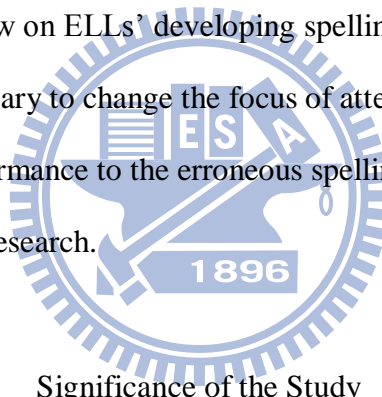 w on ELLs’ developing spellin
ary to change the focus of atte
rmance to the erroneous spellin
esearch.
E S A
1896
Significance of the Study